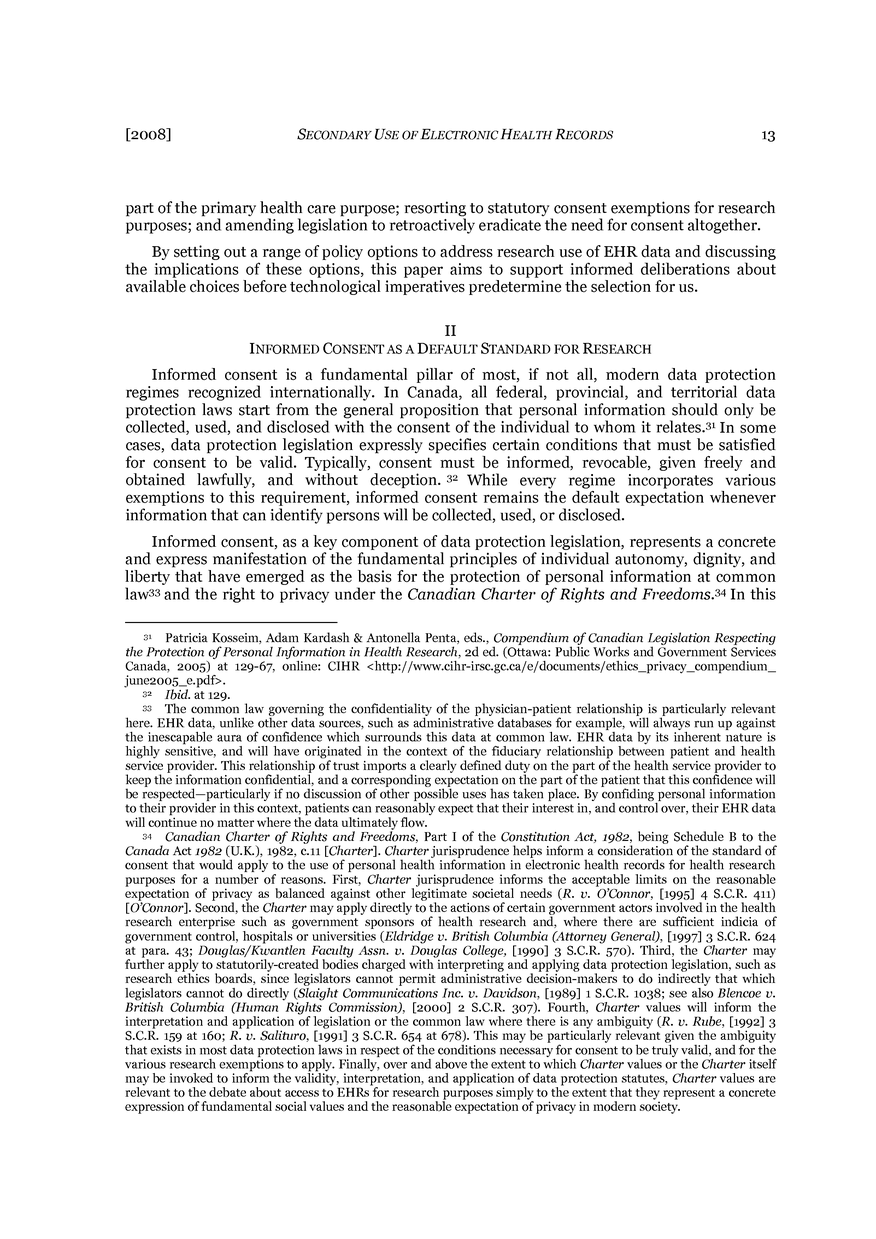 [2008] SECONDARY USE OF ELECTRONIC HEALTH RECORDS 13
part of the primary health care purpose; resorting to statutory consent exemptions for research
purposes; and amending legislation to retroactively eradicate the need for consent altogether.
By setting out a range of policy options to address research use of EHR data and discussing
the implications of these options, this paper aims to support informed deliberations about
available choices before technological imperatives predetermine the selection for us.
II
INFORMED CONSENT AS A DEFAULT STANDARD FOR RESEARCH
Informed consent is a fundamental pillar of most, if not all, modern data protection
regimes recognized internationally. In Canada, all federal, provincial, and territorial data
protection laws start from the general proposition that personal information should only be
collected, used, and disclosed with the consent of the individual to whom it relates.31 In some
cases, data protection legislation expressly specifies certain conditions that must be satisfied
for consent to be valid. Typically, consent must be informed, revocable, given freely and
obtained lawfully, and without deception. 32 While every regime incorporates various
exemptions to this requirement, informed consent remains the default expectation whenever
information that can identify persons will be collected, used, or disclosed.
Informed consent, as a key component of data protection legislation, represents a concrete
and express manifestation of the fundamental principles of individual autonomy, dignity, and
liberty that have emerged as the basis for the protection of personal information at common
law33 and the right to privacy under the Canadian Charter of Rights and Freedoms.34 In this
31 Patricia Kosseim, Adam Kardash & Antonella Penta, eds., Compendium of Canadian Legislation Respecting
the Protection of Personal Information in Health Research, 2d ed. (Ottawa: Public Works and Government Services
Canada, 2005) at 129-67, online: CIHR <http://www.cihr-irsc.gc.ca/e/documents/ethics_privacy_compendium_
june2005_e.pdf>.
32 Ibid. at 129.
33 The common law governing the confidentiality of the physician-patient relationship is particularly relevant
here. EHR data, unlike other data sources, such as administrative databases for example, will always run up against
the inescapable aura of confidence which surrounds this data at common law. EHR data by its inherent nature is
highly sensitive, and will have originated in the context of the fiduciary relationship between patient and health
service provider. This relationship of trust imports a clearly defined duty on the part of the health service provider to
keep the information confidential, and a corresponding expectation on the part of the patient that this confidence will
be respected—particularly if no discussion of other possible uses has taken place. By confiding personal information
to their provider in this context, patients can reasonably expect that their interest in, and control over, their EHR data
will continue no matter where the data ultimately flow.
34 Canadian Charter of Rights and Freedoms, Part I of the Constitution Act, 1982, being Schedule B to the
Canada Act 1982 (U.K.), 1982, c.11 [Charter]. Charter jurisprudence helps inform a consideration of the standard of
consent that would apply to the use of personal health information in electronic health records for health research
purposes for a number of reasons. First, Charter jurisprudence informs the acceptable limits on the reasonable
expectation of privacy as balanced against other legitimate societal needs (R. v. O'Connor, [1995] 4 S.C.R. 411)
[O'Connor]. Second, the Charter may apply directly to the actions of certain government actors involved in the health
research enterprise such as government sponsors of health research and, where there are sufficient indicia of
government control, hospitals or universities (Eldridge v. British Columbia (Attorney General), [1997] 3 S.C.R. 624
at para. 43; Douglas/Kwantlen Faculty Assn. v. Douglas College, [1990] 3 S.C.R. 570). Third, the Charter may
further apply to statutorily-created bodies charged with interpreting and applying data protection legislation, such as
research ethics boards, since legislators cannot permit administrative decision-makers to do indirectly that which
legislators cannot do directly (Slaight Communications Inc. v. Davidson, [1989] 1 S.C.R. 1038; see also Blencoe v.
British Columbia (Human Rights Commission), [2000] 2 S.C.R. 307). Fourth, Charter values will inform the
interpretation and application of legislation or the common law where there is any ambiguity (R. v. Rube, [1992] 3
S.C.R. 159 at 160; R. v. Salituro, [1991] 3 S.C.R. 654 at 678). This may be particularly relevant given the ambiguity
that exists in most data protection laws in respect of the conditions necessary for consent to be truly valid, and for the
various research exemptions to apply. Finally, over and above the extent to which Charter values or the Charter itself
may be invoked to inform the validity, interpretation, and application of data protection statutes, Charter values are
relevant to the debate about access to EHRs for research purposes simply to the extent that they represent a concrete
expression of fundamental social values and the reasonable expectation of privacy in modern society.